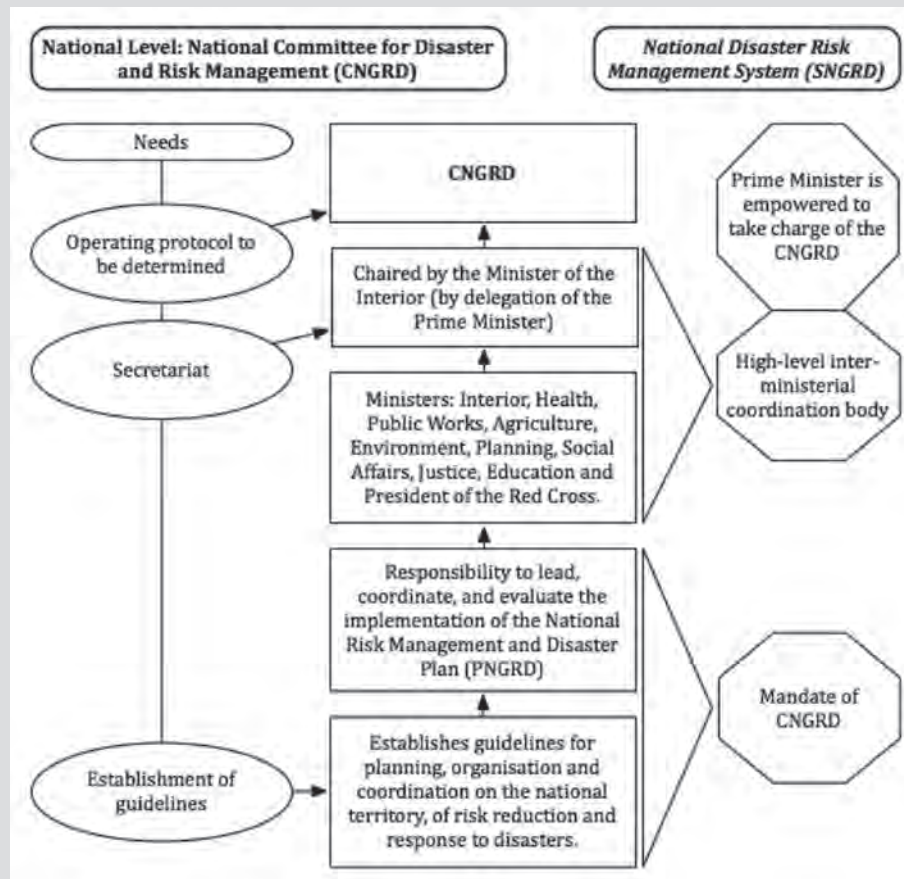 National Level: National Committee for Disaster
and Risk Management (CNGRD)
National Disaster Risk
Management System (SNGRD)
Needs
Operating protocol to
be determined
Secretariat
Establishment of
guidelines
CNGRD
Chaired by the Minister of the
Interior (by delegation of the
Prime Minister)
Ministers: Interior, Health,
Public Works, Agriculture,
Environment, Planning, Social
Affairs, Justice, Education and
President of the Red Cross.
Responsibility to lead,
coordinate, and evaluate the
implementation of the National
Risk Management and Disaster
Plan (PNGRD)
Establishes guidelines for
planning, organisation and
coordination on the national
territory, of risk reduction and
response to disasters.
Prime Minister is
empowered to
take charge of the
CNGRD
High-level inter-
ministerial
coordination body
Mandate of
CNGRD